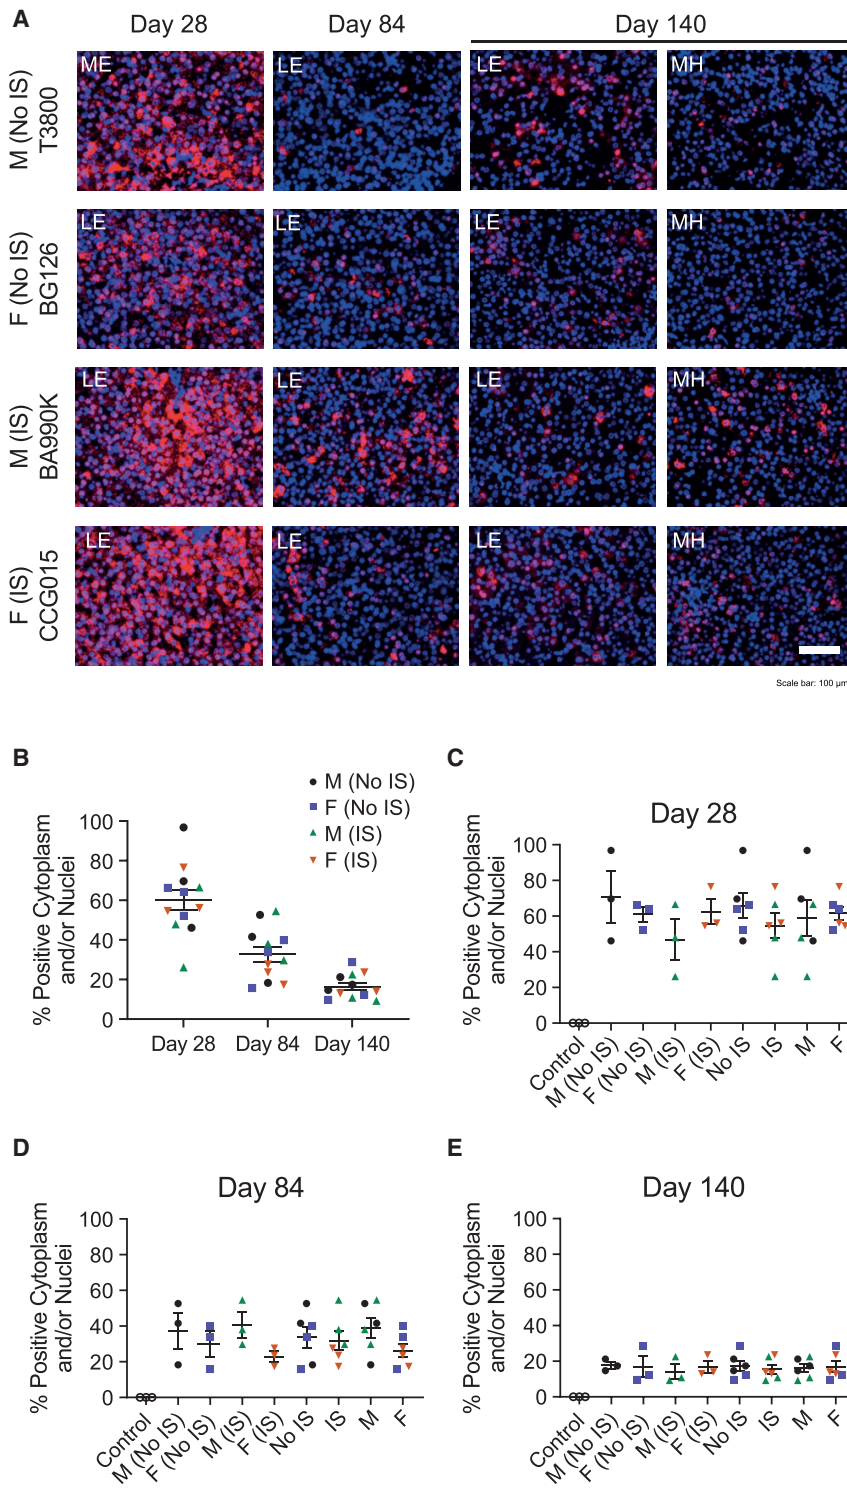 A
Day 28
Day 84
Day 140
M (No IS)
T3800
ME
LE
LE
MH
F (No IS)
BG126
LE
LE
LE
MH
M (IS)
BA990K
LE
LE
LE
MH
F (IS)
CCG015
LE
LE
LE
MH
Scale bar: 100 µm
B
M (No IS)
F (No IS)
M (IS)
F (IS)
% Positive Cytoplasm
and/or Nuclei
100
80
60
40
20
0
Day 28
Day 84
Day 140
C
Day 28
% Positive Cytoplasm
and/or Nuclei
100
80
60
40
20
0
Control
M (No IS)
F (No IS)
M (IS)
F (IS)
No IS
IS
M
F
D
Day 84
% Positive Cytoplasm
and/or Nuclei
100
80
60
40
20
0
Control
M (No IS)
F (No IS)
M (IS)
F (IS)
No IS
IS
M
F
E
Day 140
% Positive Cytoplasm
and/or Nuclei
100
80
60
40
20
0
Control
M (No IS)
F (No IS)
M (IS)
F (IS)
No IS
IS
M
F